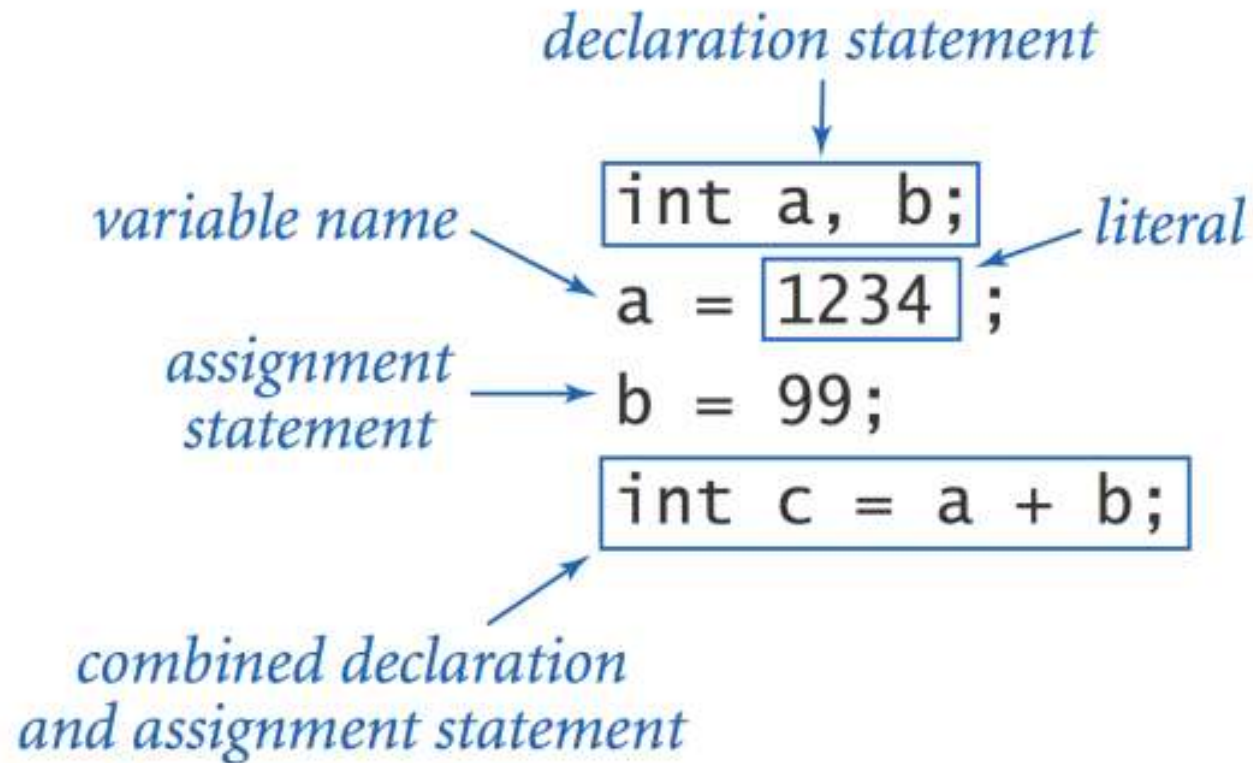 declaration statement
int a, b;
variable name
literal
a = 1234 ;
assignment
statement
b = 99;
int c = a + b;
combined declaration
and assignment statement